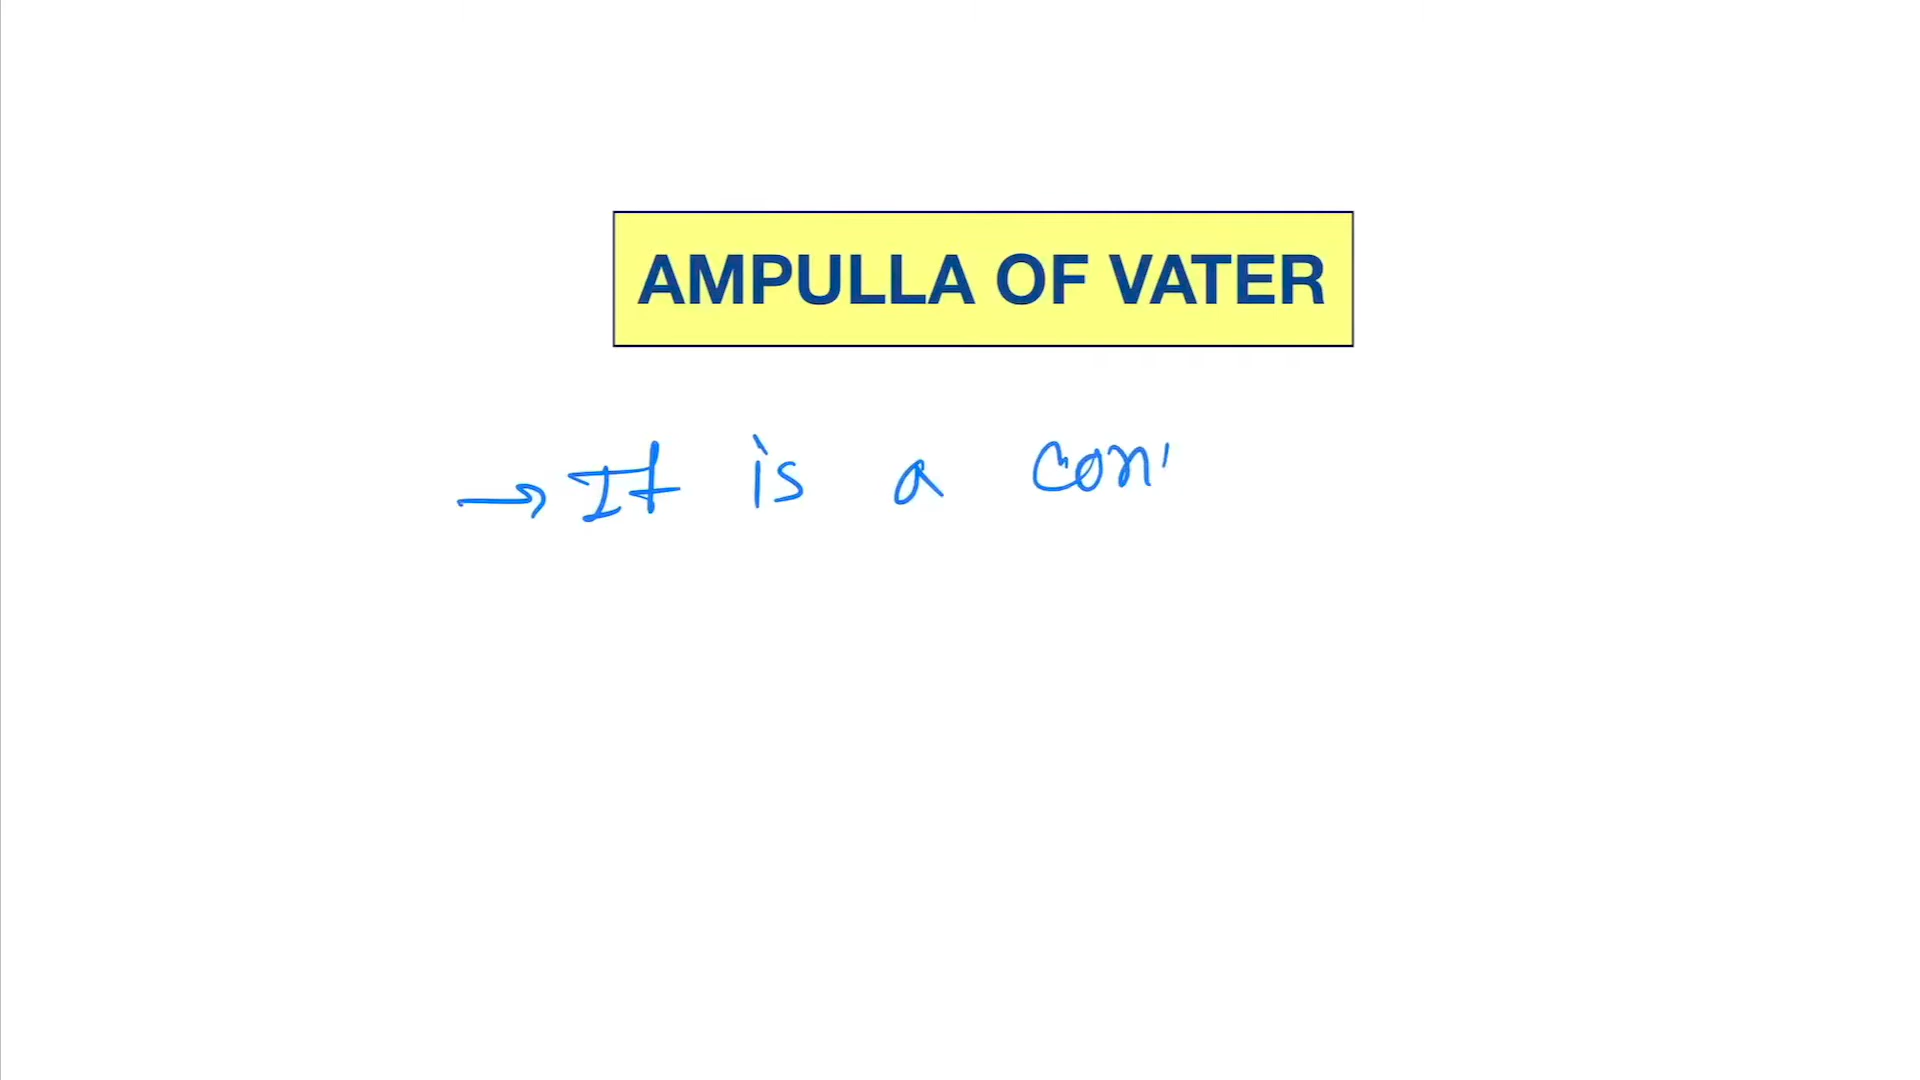 AMPULLA OF VATER
→ It is a con